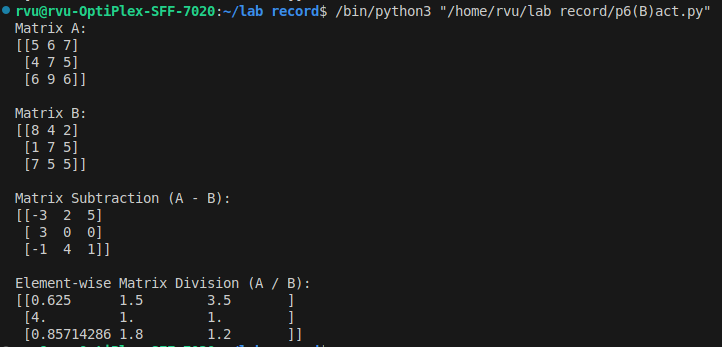 rvu@rvu-OptiPlex-SFF-7020:~/lab record$ /bin/python3 "/home/rvu/lab record/p6(B)act.py"
Matrix A:
[[5 6 7]
 [4 7 5]
 [6 9 6]]

Matrix B:
[[8 4 2]
 [1 7 5]
 [7 5 5]]

Matrix Subtraction (A - B):
[[-3  2  5]
 [ 3  0  0]
 [-1  4  1]]

Element-wise Matrix Division (A / B):
[[0.625      1.5        3.5       ]
 [4.         1.         1.        ]
 [0.85714286 1.8        1.2       ]]